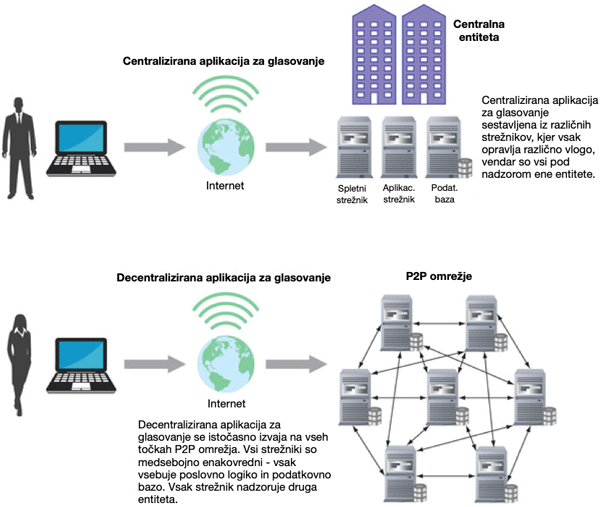 Centralna
entiteta
Centralizirana aplikacija za glasovanje
Centralizirana aplikacija
za glasovanje
sestavljena iz različnih
strežnikov, kjer vsak
opravlja različno vlogo,
vendar so vsi pod
nadzorom ene entitete.
Internet
Spletni
strežnik
Aplikac.
strežnik
Podat.
baza
Decentralizirana aplikacija za glasovanje
P2P omrežje
Internet
Decentralizirana aplikacija za
glasovanje se istočasno izvaja na vseh
točkah P2P omrežja. Vsi strežniki so
medsebojno enakovredni - vsak
vsebuje poslovno logiko in podatkovno
bazo. Vsak strežnik nadzoruje druga
entiteta.